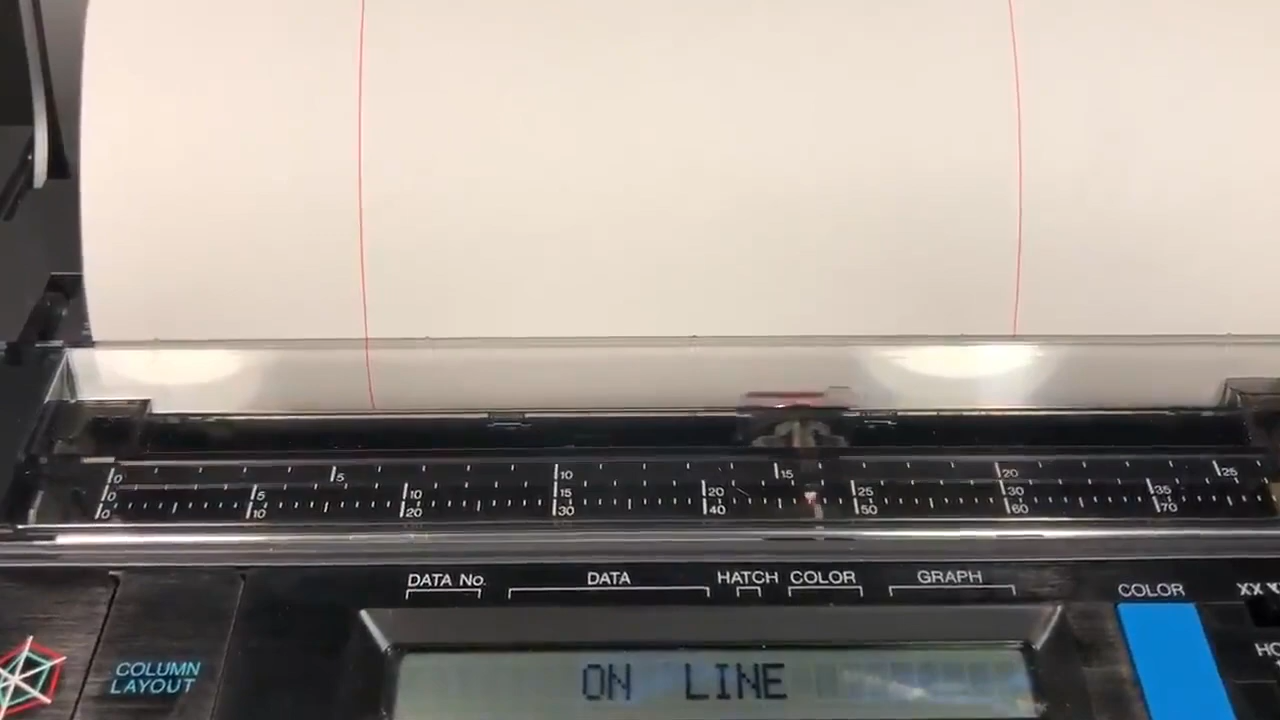 0 5 10 15 20 25
0 5 10 15 20 25 30 35
0 10 20 30 40 50 60 70
DATA No. DATA HATCH COLOR GRAPH COLOR
COLUMN
LAYOUT
ON LINE